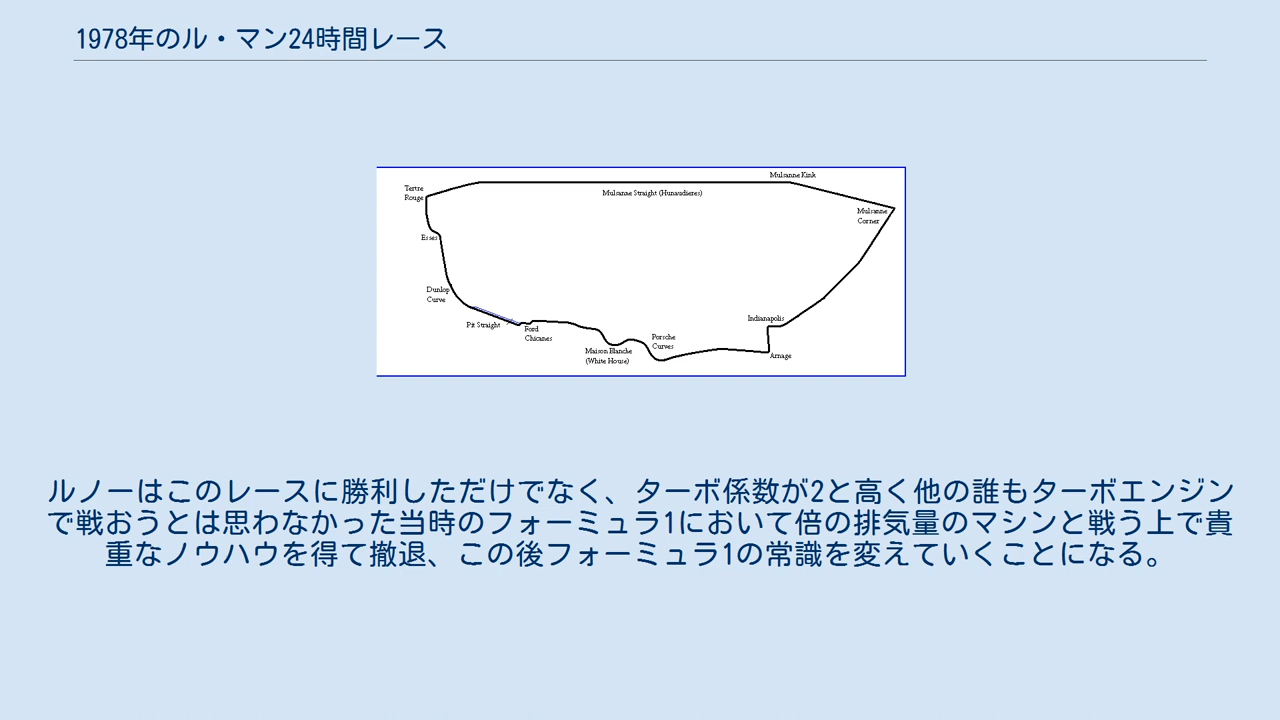 1978年のル・マン24時間レース
Mulsanne Kink
Tertre
Rouge
Mulsanne Straight (Hunaudieres)
Mulsanne
Corner
Esses
Dunlop
Curve
Pit Straight
Ford
Chicanes
Indianapolis
Porsche
Curves
Maison Blanche
(White House)
Arnage
ルノーはこのレースに勝利しただけでなく、ターボ係数が2と高く他の誰もターボエンジン
で戦おうとは思わなかった当時のフォーミュラ1において倍の排気量のマシンと戦う上で貴
重なノウハウを得て撤退、この後フォーミュラ1の常識を変えていくことになる。